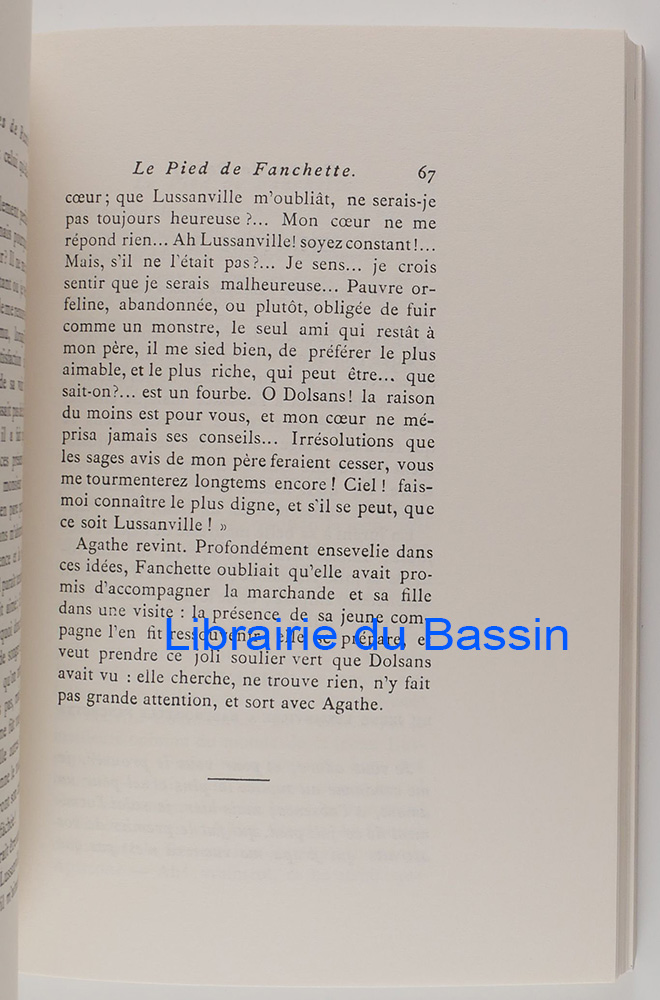 Le Pied de Fanchette. 67
cœur; que Lussanville m'oubliât, ne serais-je
pas toujours heureuse ?... Mon cœur ne me
répond rien... Ah Lussanville! soyez constant!...
Mais, s'il ne l'était pas?... Je sens... je crois
sentir que je serais malheureuse... Pauvre or-
feline, abandonnée, ou plutôt, obligée de fuir
comme un monstre, le seul ami qui restât à
mon père, il me sied bien, de préférer le plus
aimable, et le plus riche, qui peut être... que
sait-on?... est un fourbe. O Dolsans! la raison
du moins est pour vous, et mon cœur ne mé-
prisa jamais ses conseils... Irrésolutions que
les sages avis de mon père feraient cesser, vous
me tourmenterez longtems encore! Ciel! fais-
moi connaître le plus digne, et s'il se peut, que
ce soit Lussanville! »
Agathe revint. Profondément ensevelie dans
ces idées, Fanchette oubliait qu'elle avait pro-
mis d'accompagner la marchande et sa fille
dans une visite : la présence de sa jeune com
pagne l'en fit ressouvenir elle se prépare, e
Librairie du Bassin
veut prendre ce joli soulier vert que Dolsans
avait vu : elle cherche, ne trouve rien, n'y fait
pas grande attention, et sort avec Agathe.